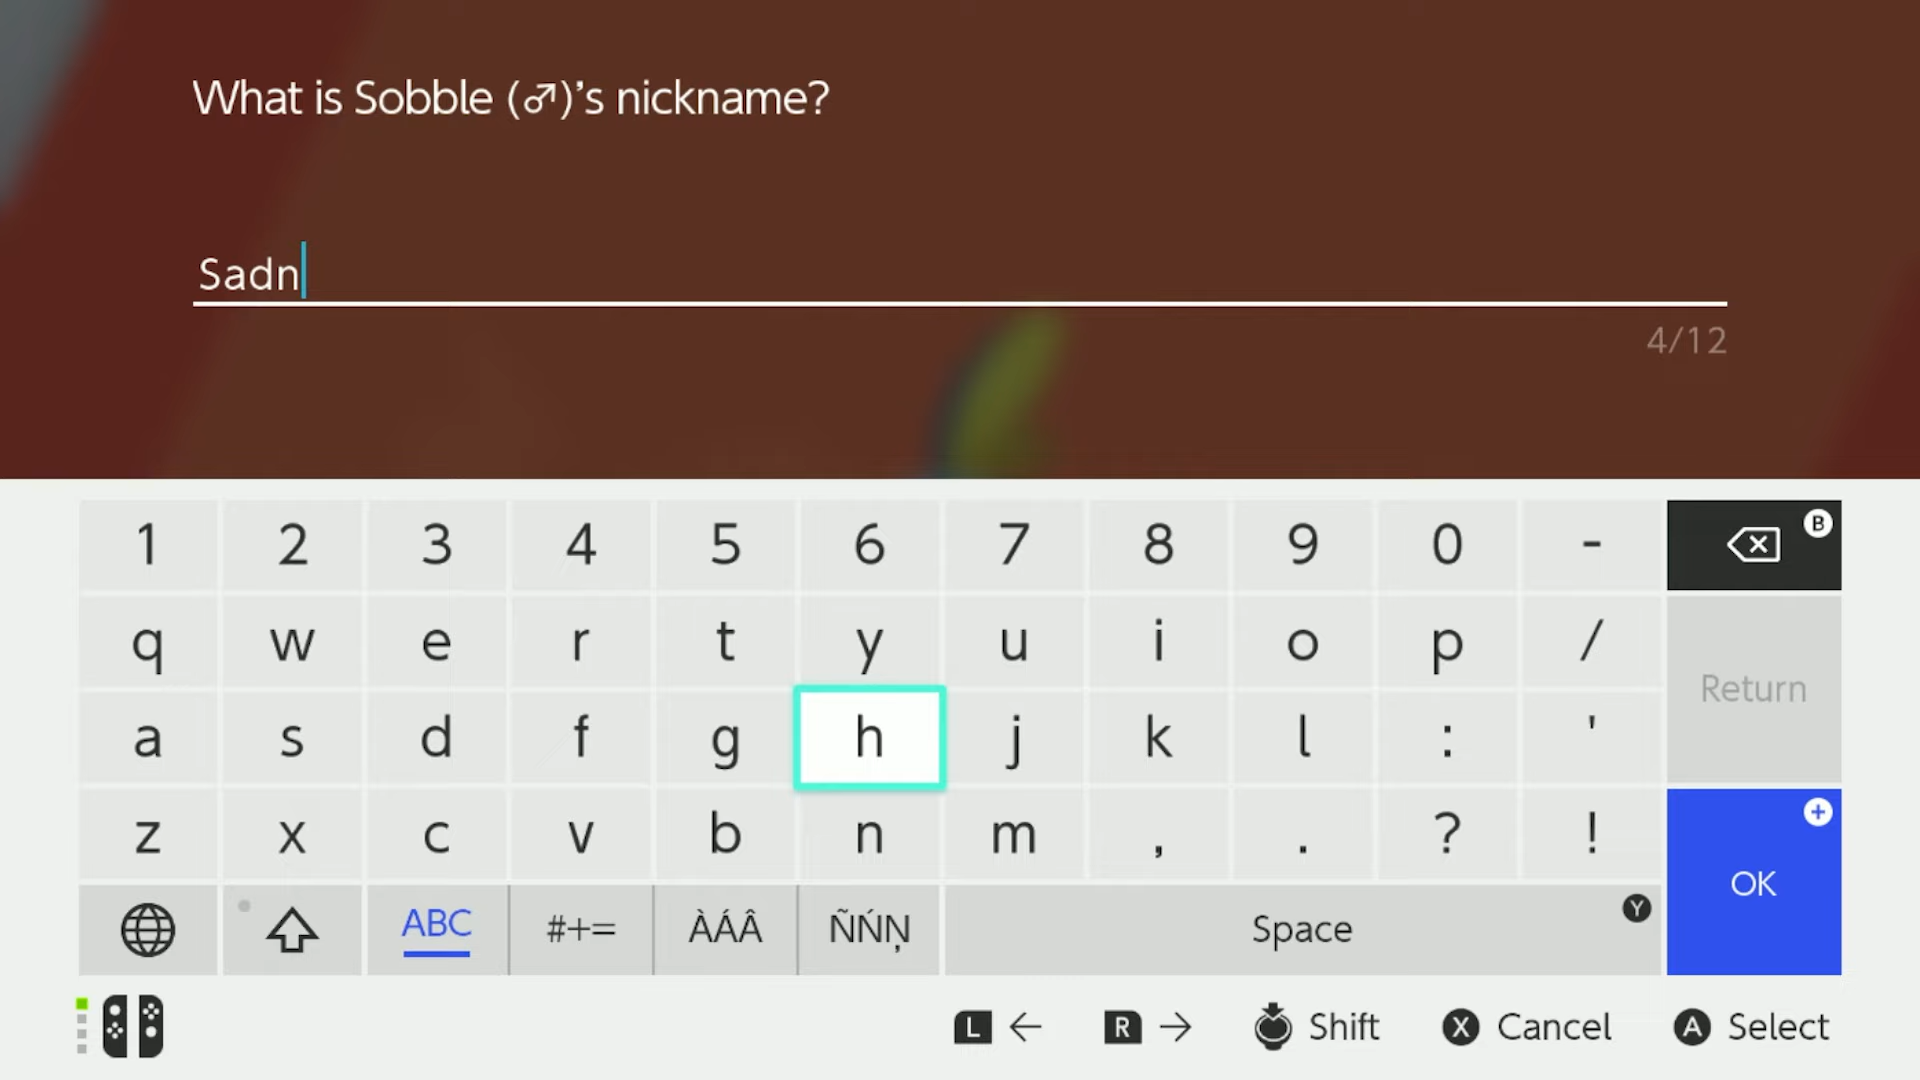 What is Sobble (♂)'s nickname?
Sadn
4/12
1 2 3 4 5 6 7 8 9 0 - B
q w e r t y u i o p /
Return
a s d f g h j k l : '
z x c v b n m , . ? ! +
OK
ABC #+= ÀÁÂ ÑŃŅ Space Y
L ← R → Shift X Cancel A Select